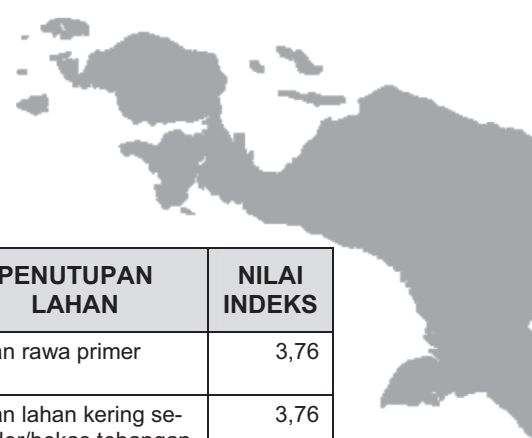 PENUTUPAN NILAI
LAHAN INDEKS
rawa primer 3,76
lahan kering se- 3,76